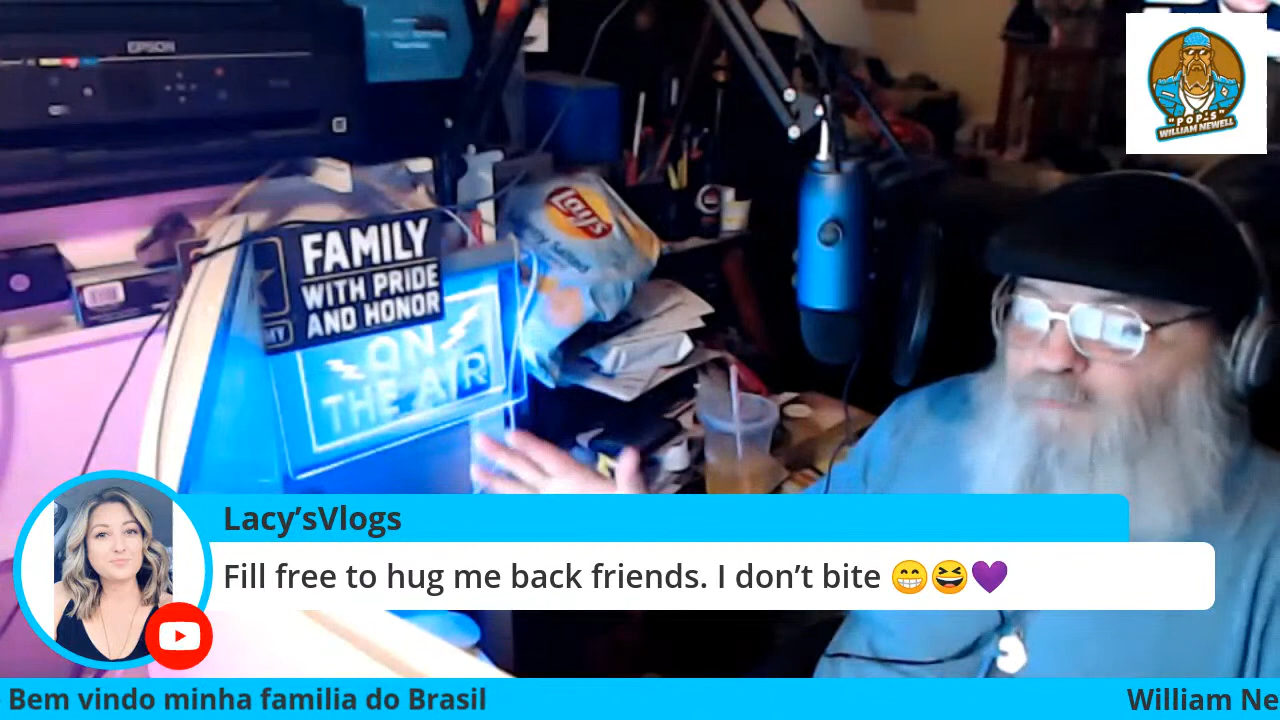 EPSON
"POP'S"
WILLIAM NEWELL
Lay's
FAMILY
WITH PRIDE
AND HONOR
ON
THE AIR
Lacy’sVlogs
Fill free to hug me back friends. I don’t bite 😁😆💜
Bem vindo minha familia do Brasil
William Ne